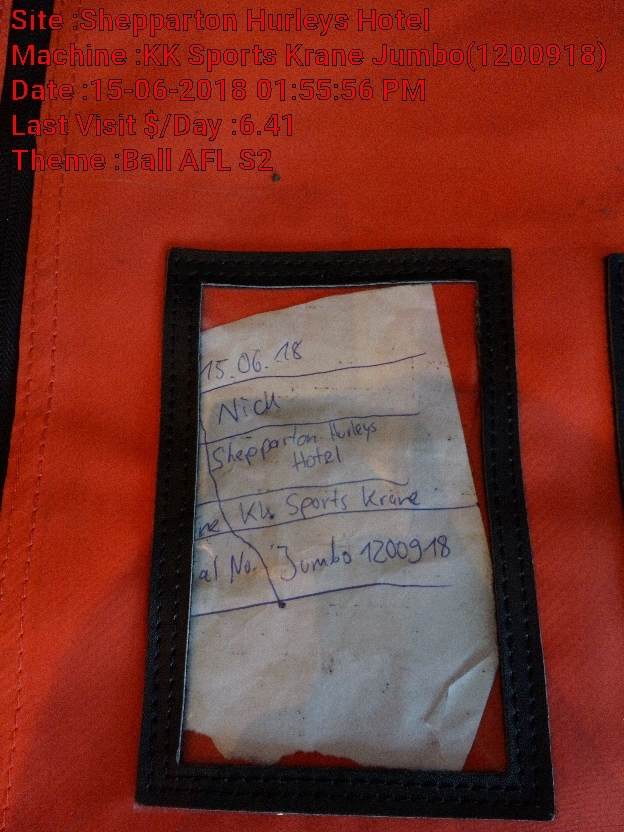 Site :Shepparton Hurleys Hotel
Machine :KK Sports Krane Jumbo(1200918)
Date :15-06-2018 01:55:56 PM
Last Visit $/Day :6.41
Theme :Ball AFL S2
15.06.18
Nick
Shepparton Hurleys
Hotel
ne KK. Sports Krane
al No. Jumbo 1200918